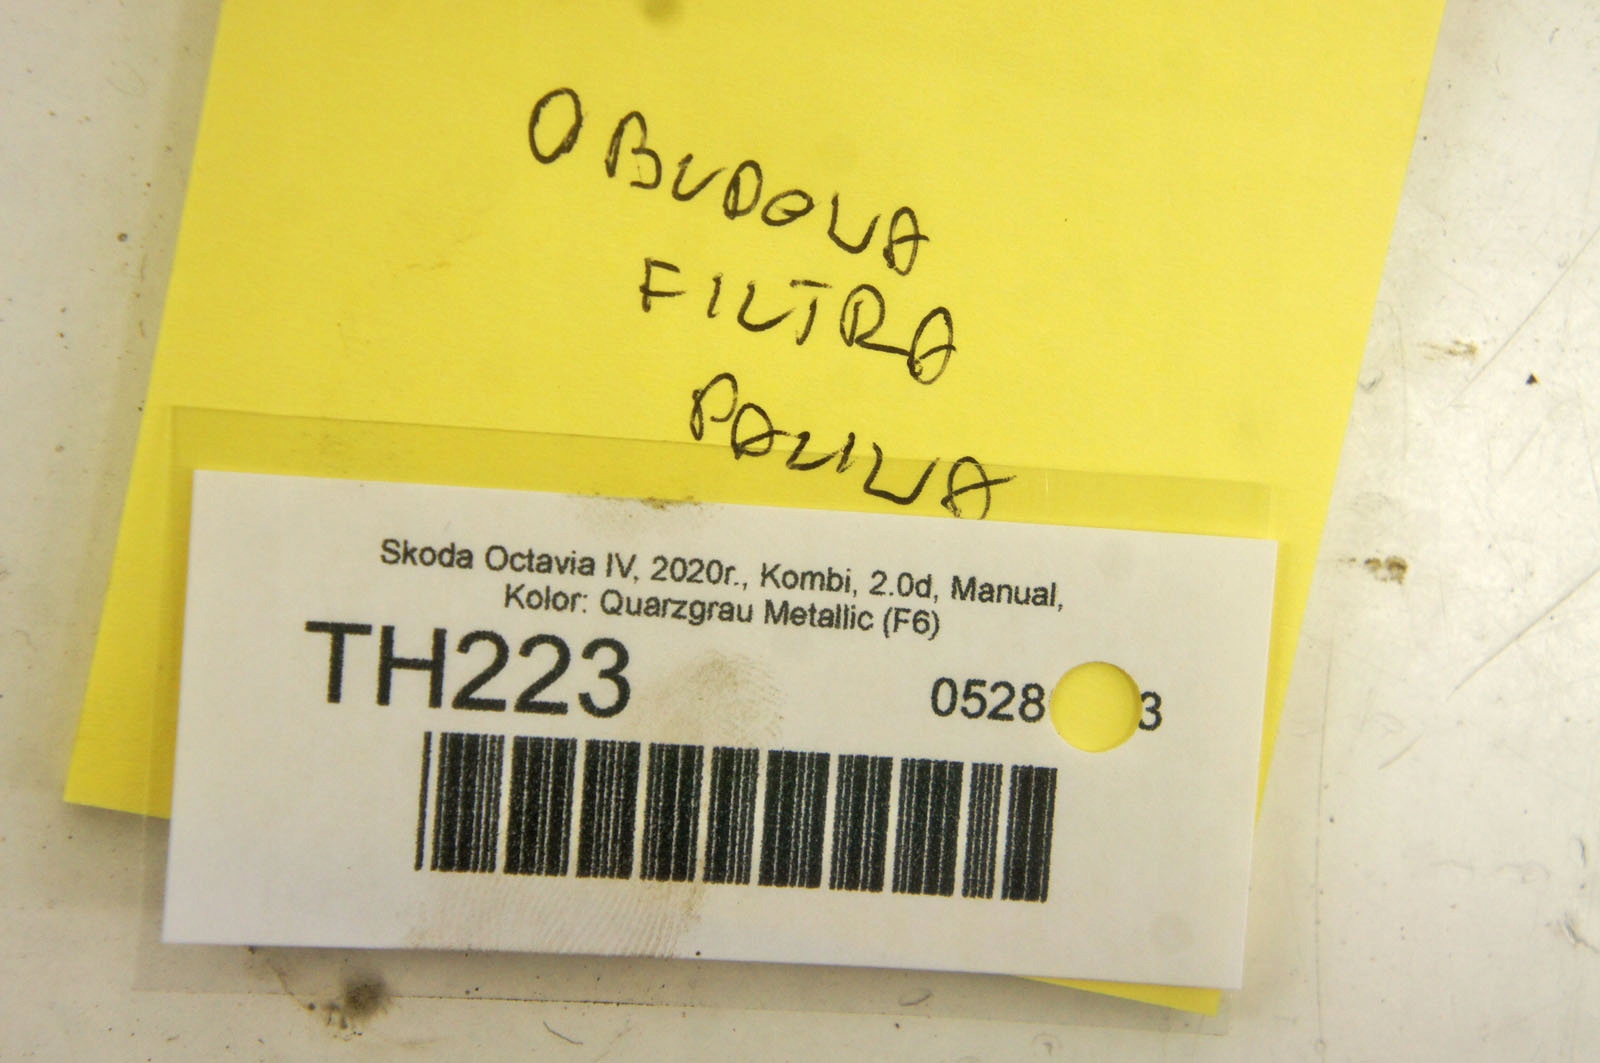 OBUDOWA
FILTRA
PALIWA
Skoda Octavia IV, 2020r., Kombi, 2.0d, Manual,
Kolor: Quarzgrau Metallic (F6)
TH223